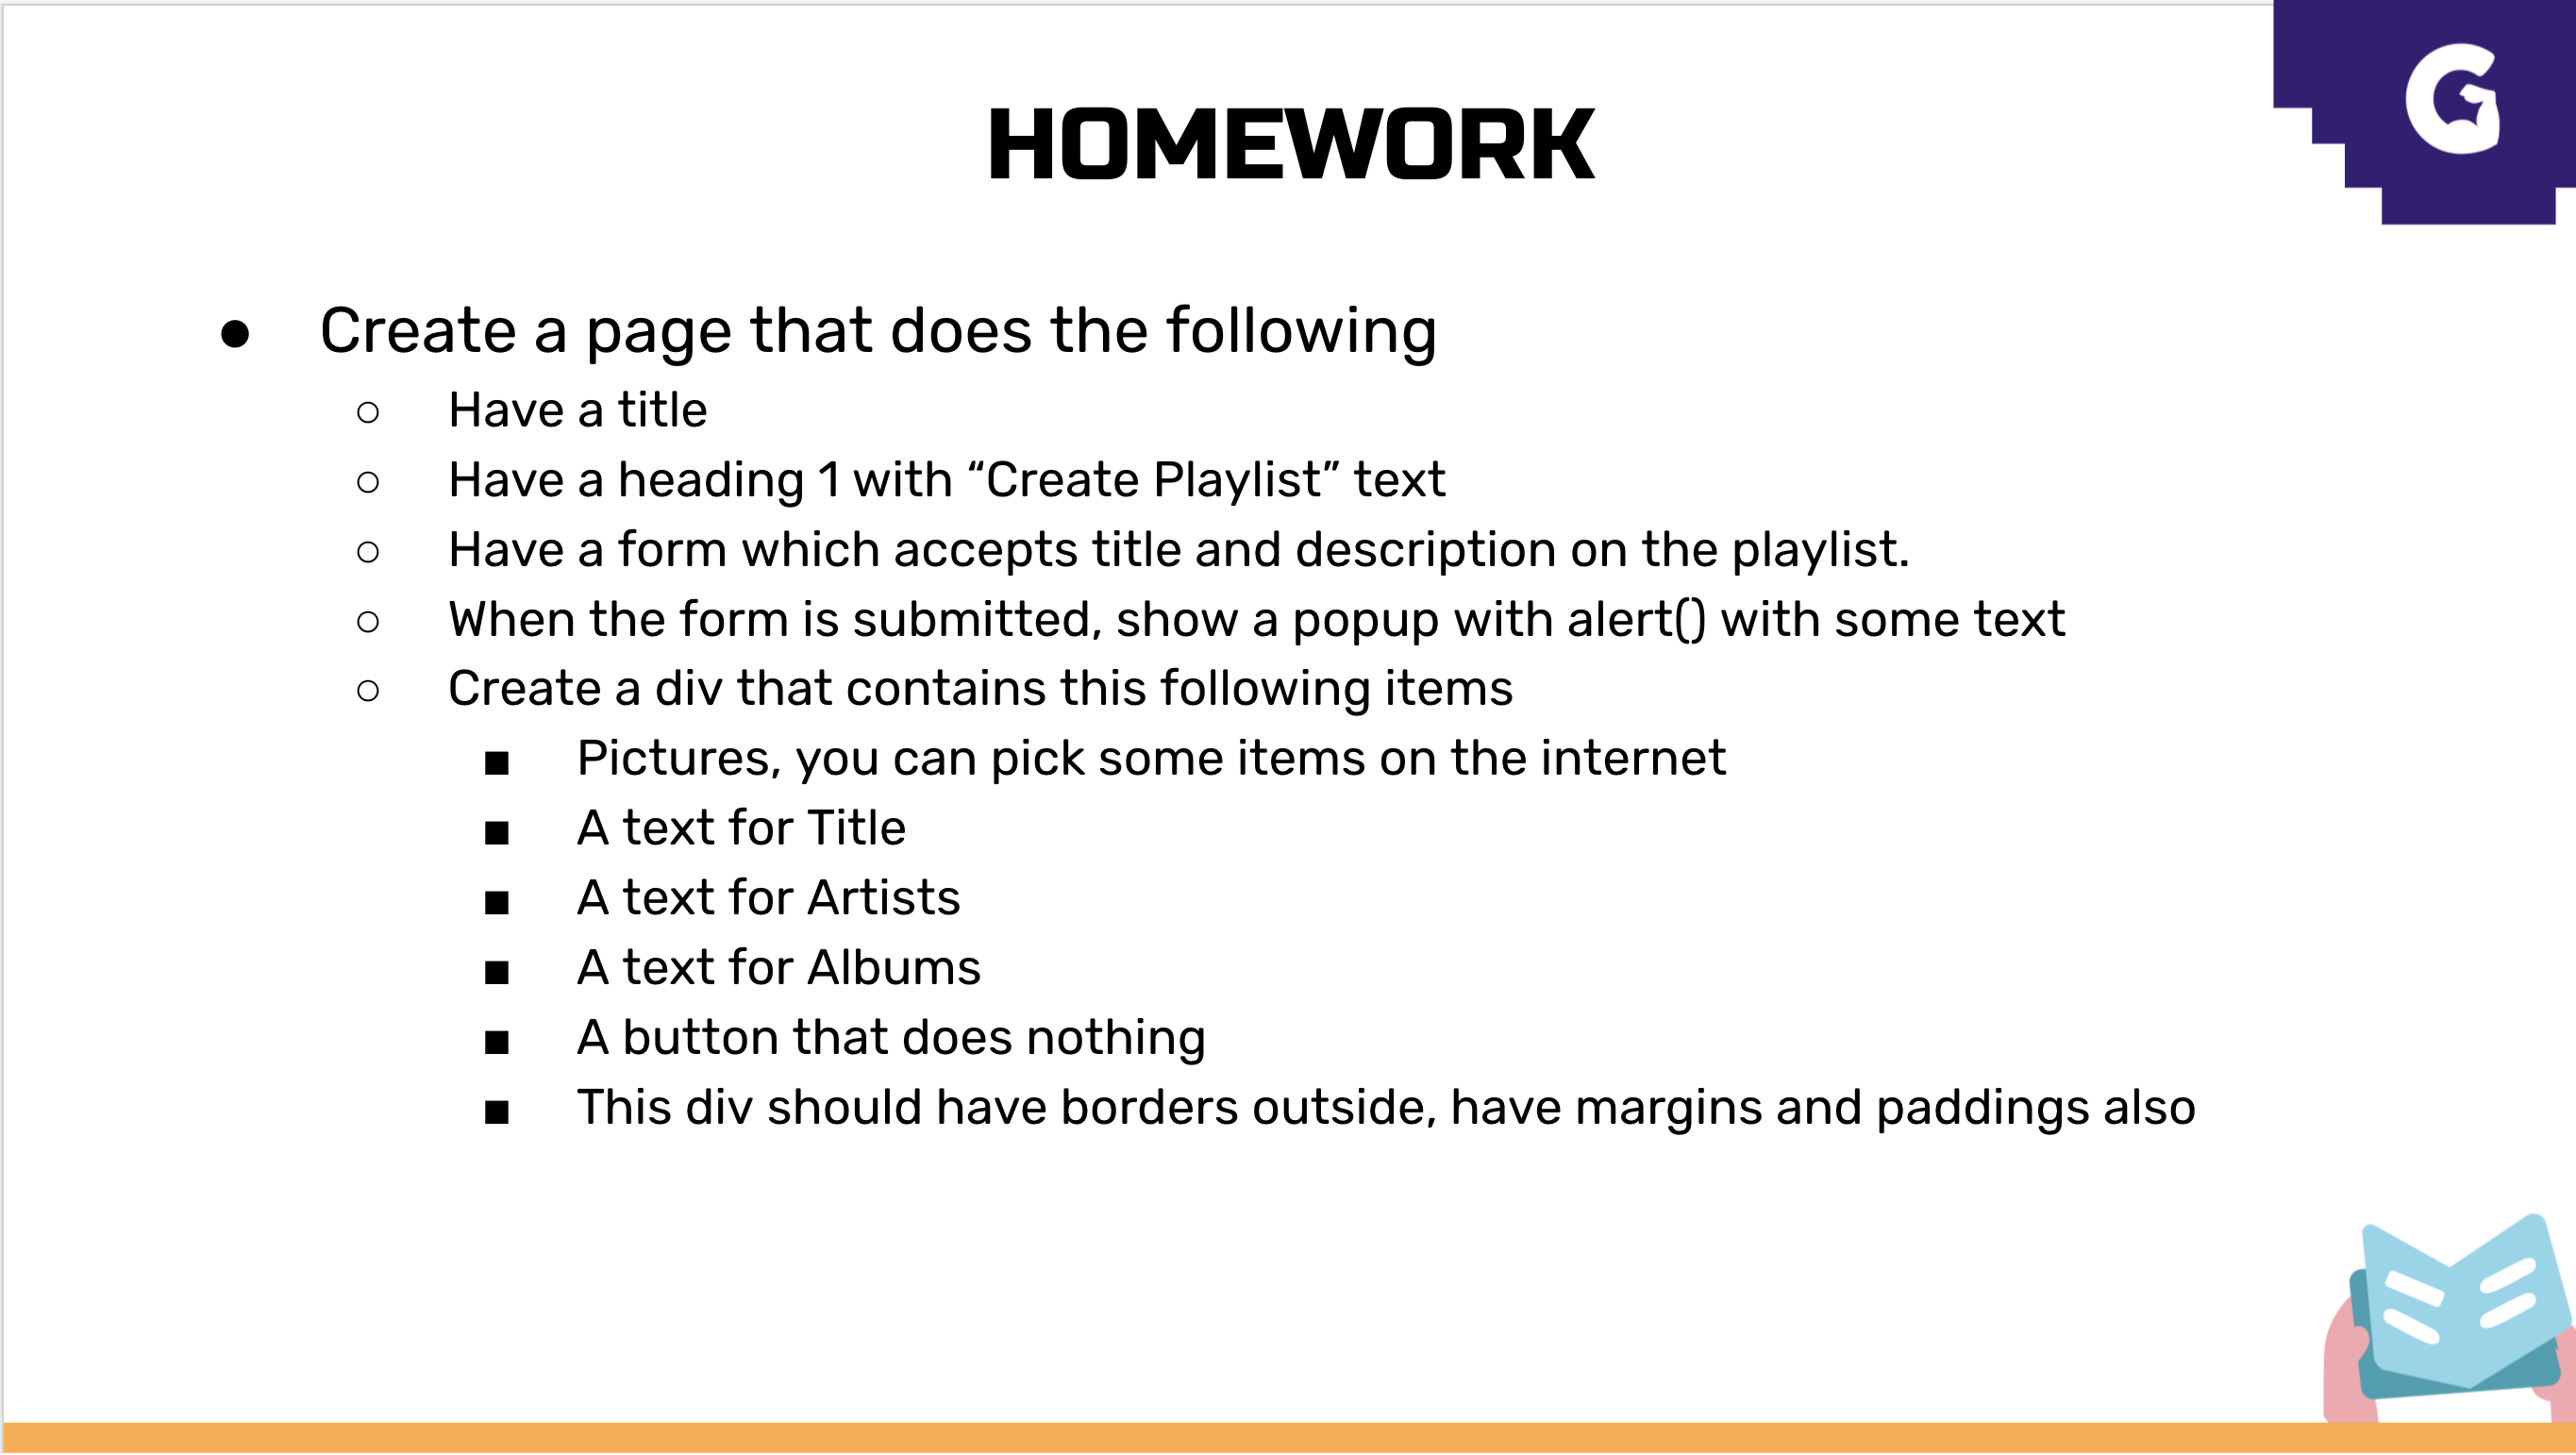 G
HOMEWORK
● Create a page that does the following
○ Have a title
○ Have a heading 1 with “Create Playlist” text
○ Have a form which accepts title and description on the playlist.
○ When the form is submitted, show a popup with alert() with some text
○ Create a div that contains this following items
■ Pictures, you can pick some items on the internet
■ A text for Title
■ A text for Artists
■ A text for Albums
■ A button that does nothing
■ This div should have borders outside, have margins and paddings also